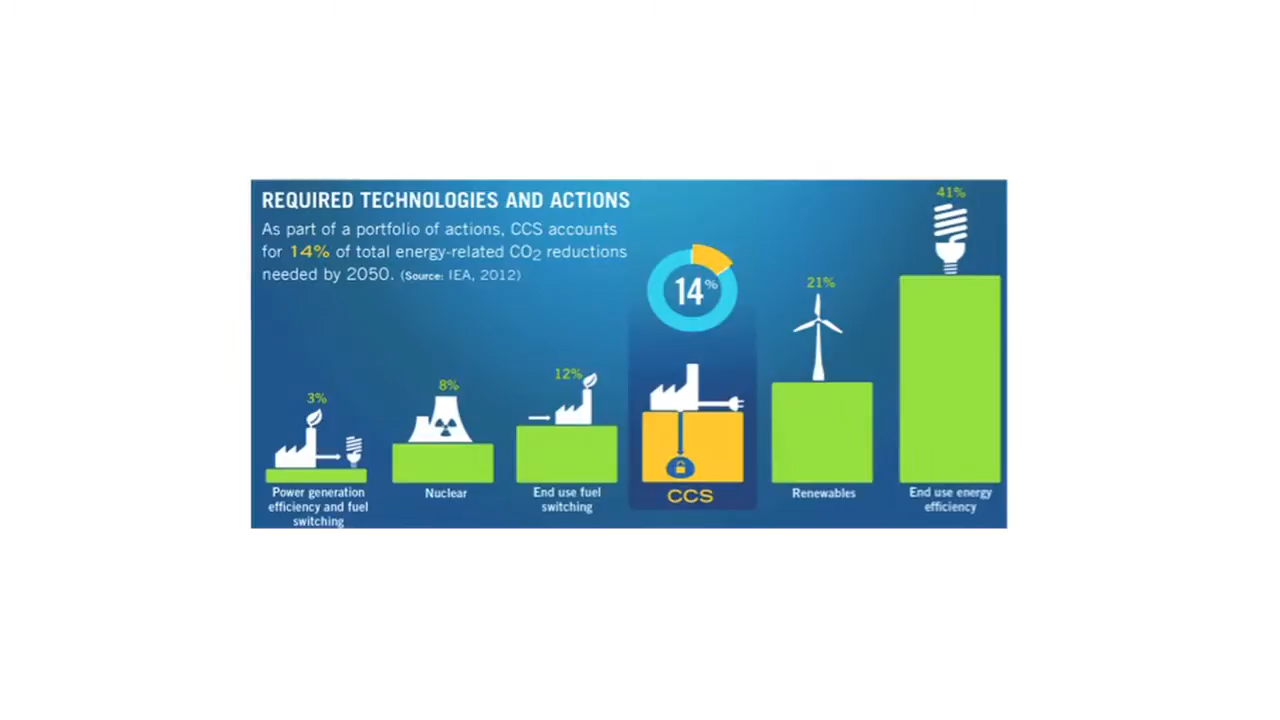 REQUIRED TECHNOLOGIES AND ACTIONS
As part of a portfolio of actions, CCS accounts
for 14% of total energy-related CO2 reductions
needed by 2050. (Source: IEA, 2012)
3%
Power generation
efficiency and fuel
switching
8%
Nuclear
12%
End use fuel
switching
14%
CCS
21%
Renewables
41%
End use energy
efficiency